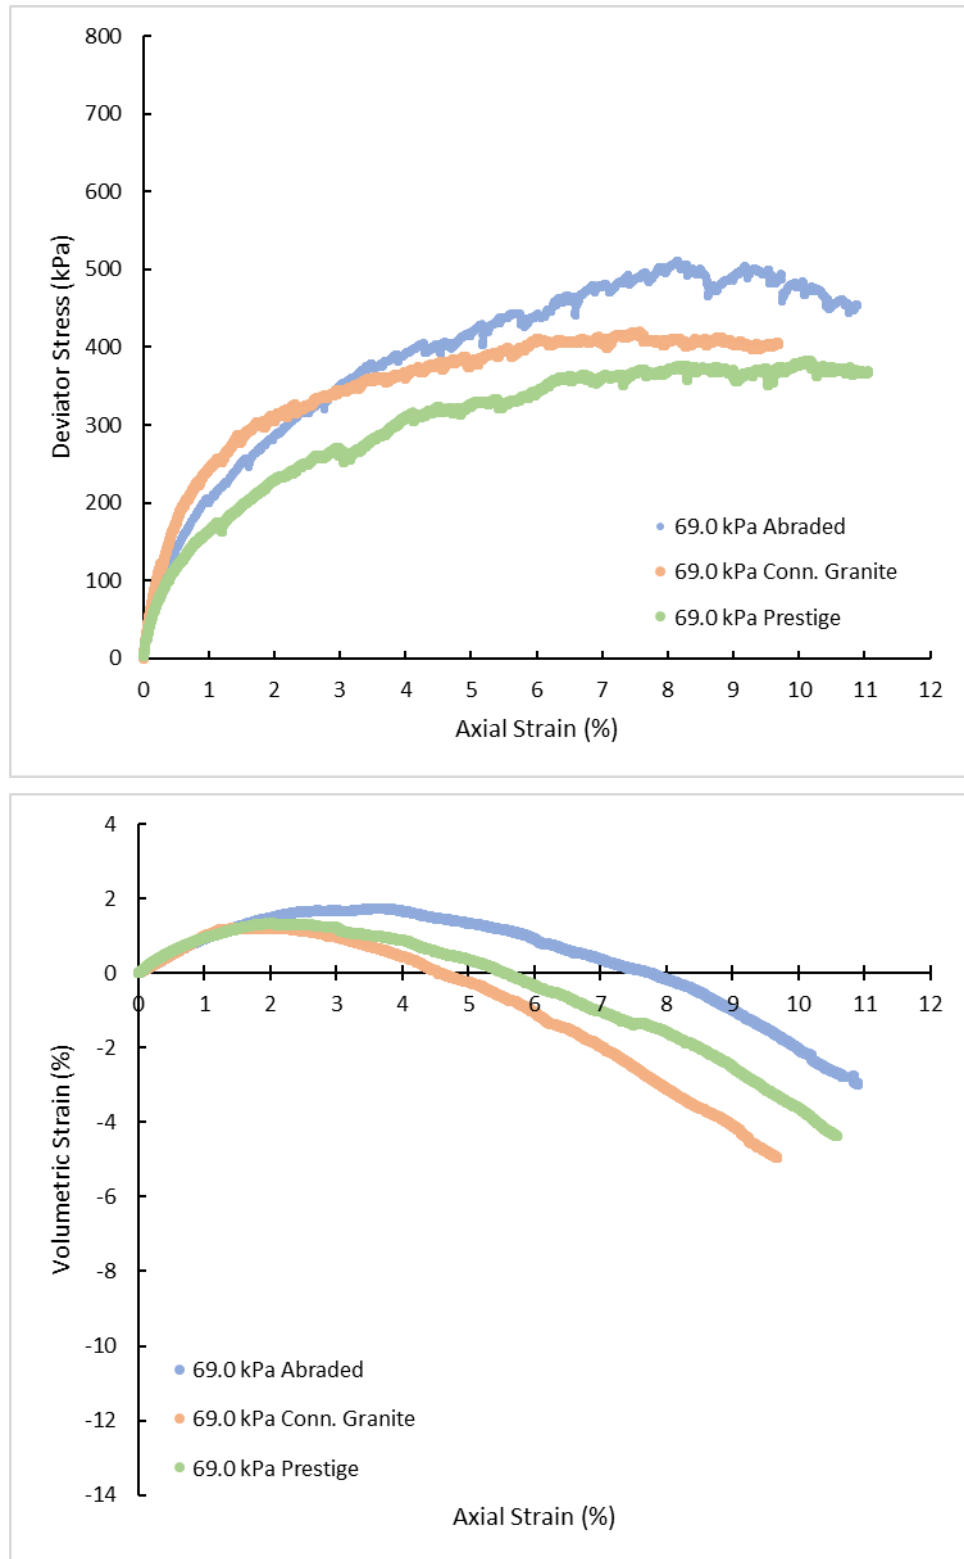 800
700
600
500
400
300
200
100
0
Deviator Stress (kPa)
69.0 kPa Abraded
69.0 kPa Conn. Granite
69.0 kPa Prestige
0 1 2 3 4 5 6 7 8 9 10 11 12
Axial Strain (%)
4
2
0
-2
-4
-6
-8
-10
-12
-14
Volumetric Strain (%)
0 1 2 3 4 5 6 7 8 9 10 11 12
69.0 kPa Abraded
69.0 kPa Conn. Granite
69.0 kPa Prestige
Axial Strain (%)